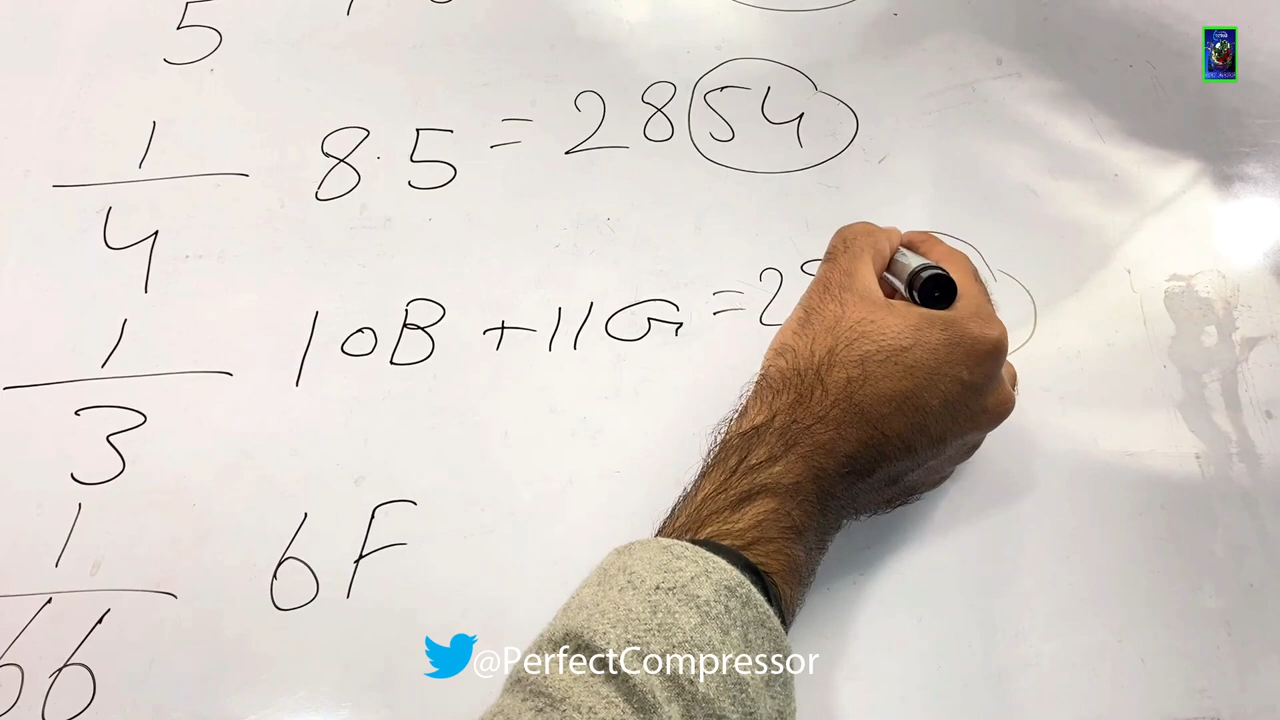 5
1/4 8.5 = 2854
1/3 10B + 11G = 2
1/66 6F
@PerfectCompressor